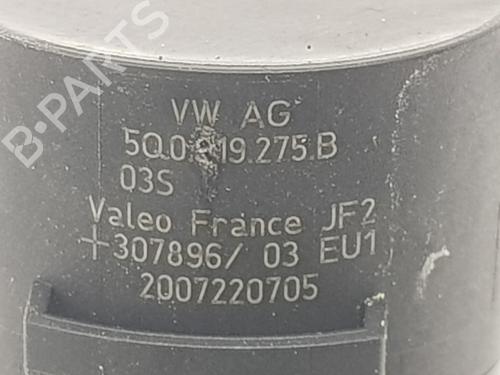 B-PARTS
VW AG
5Q0.919.275.B
03S
Valeo France JF2
+307896/ 03 EU1
2007220705